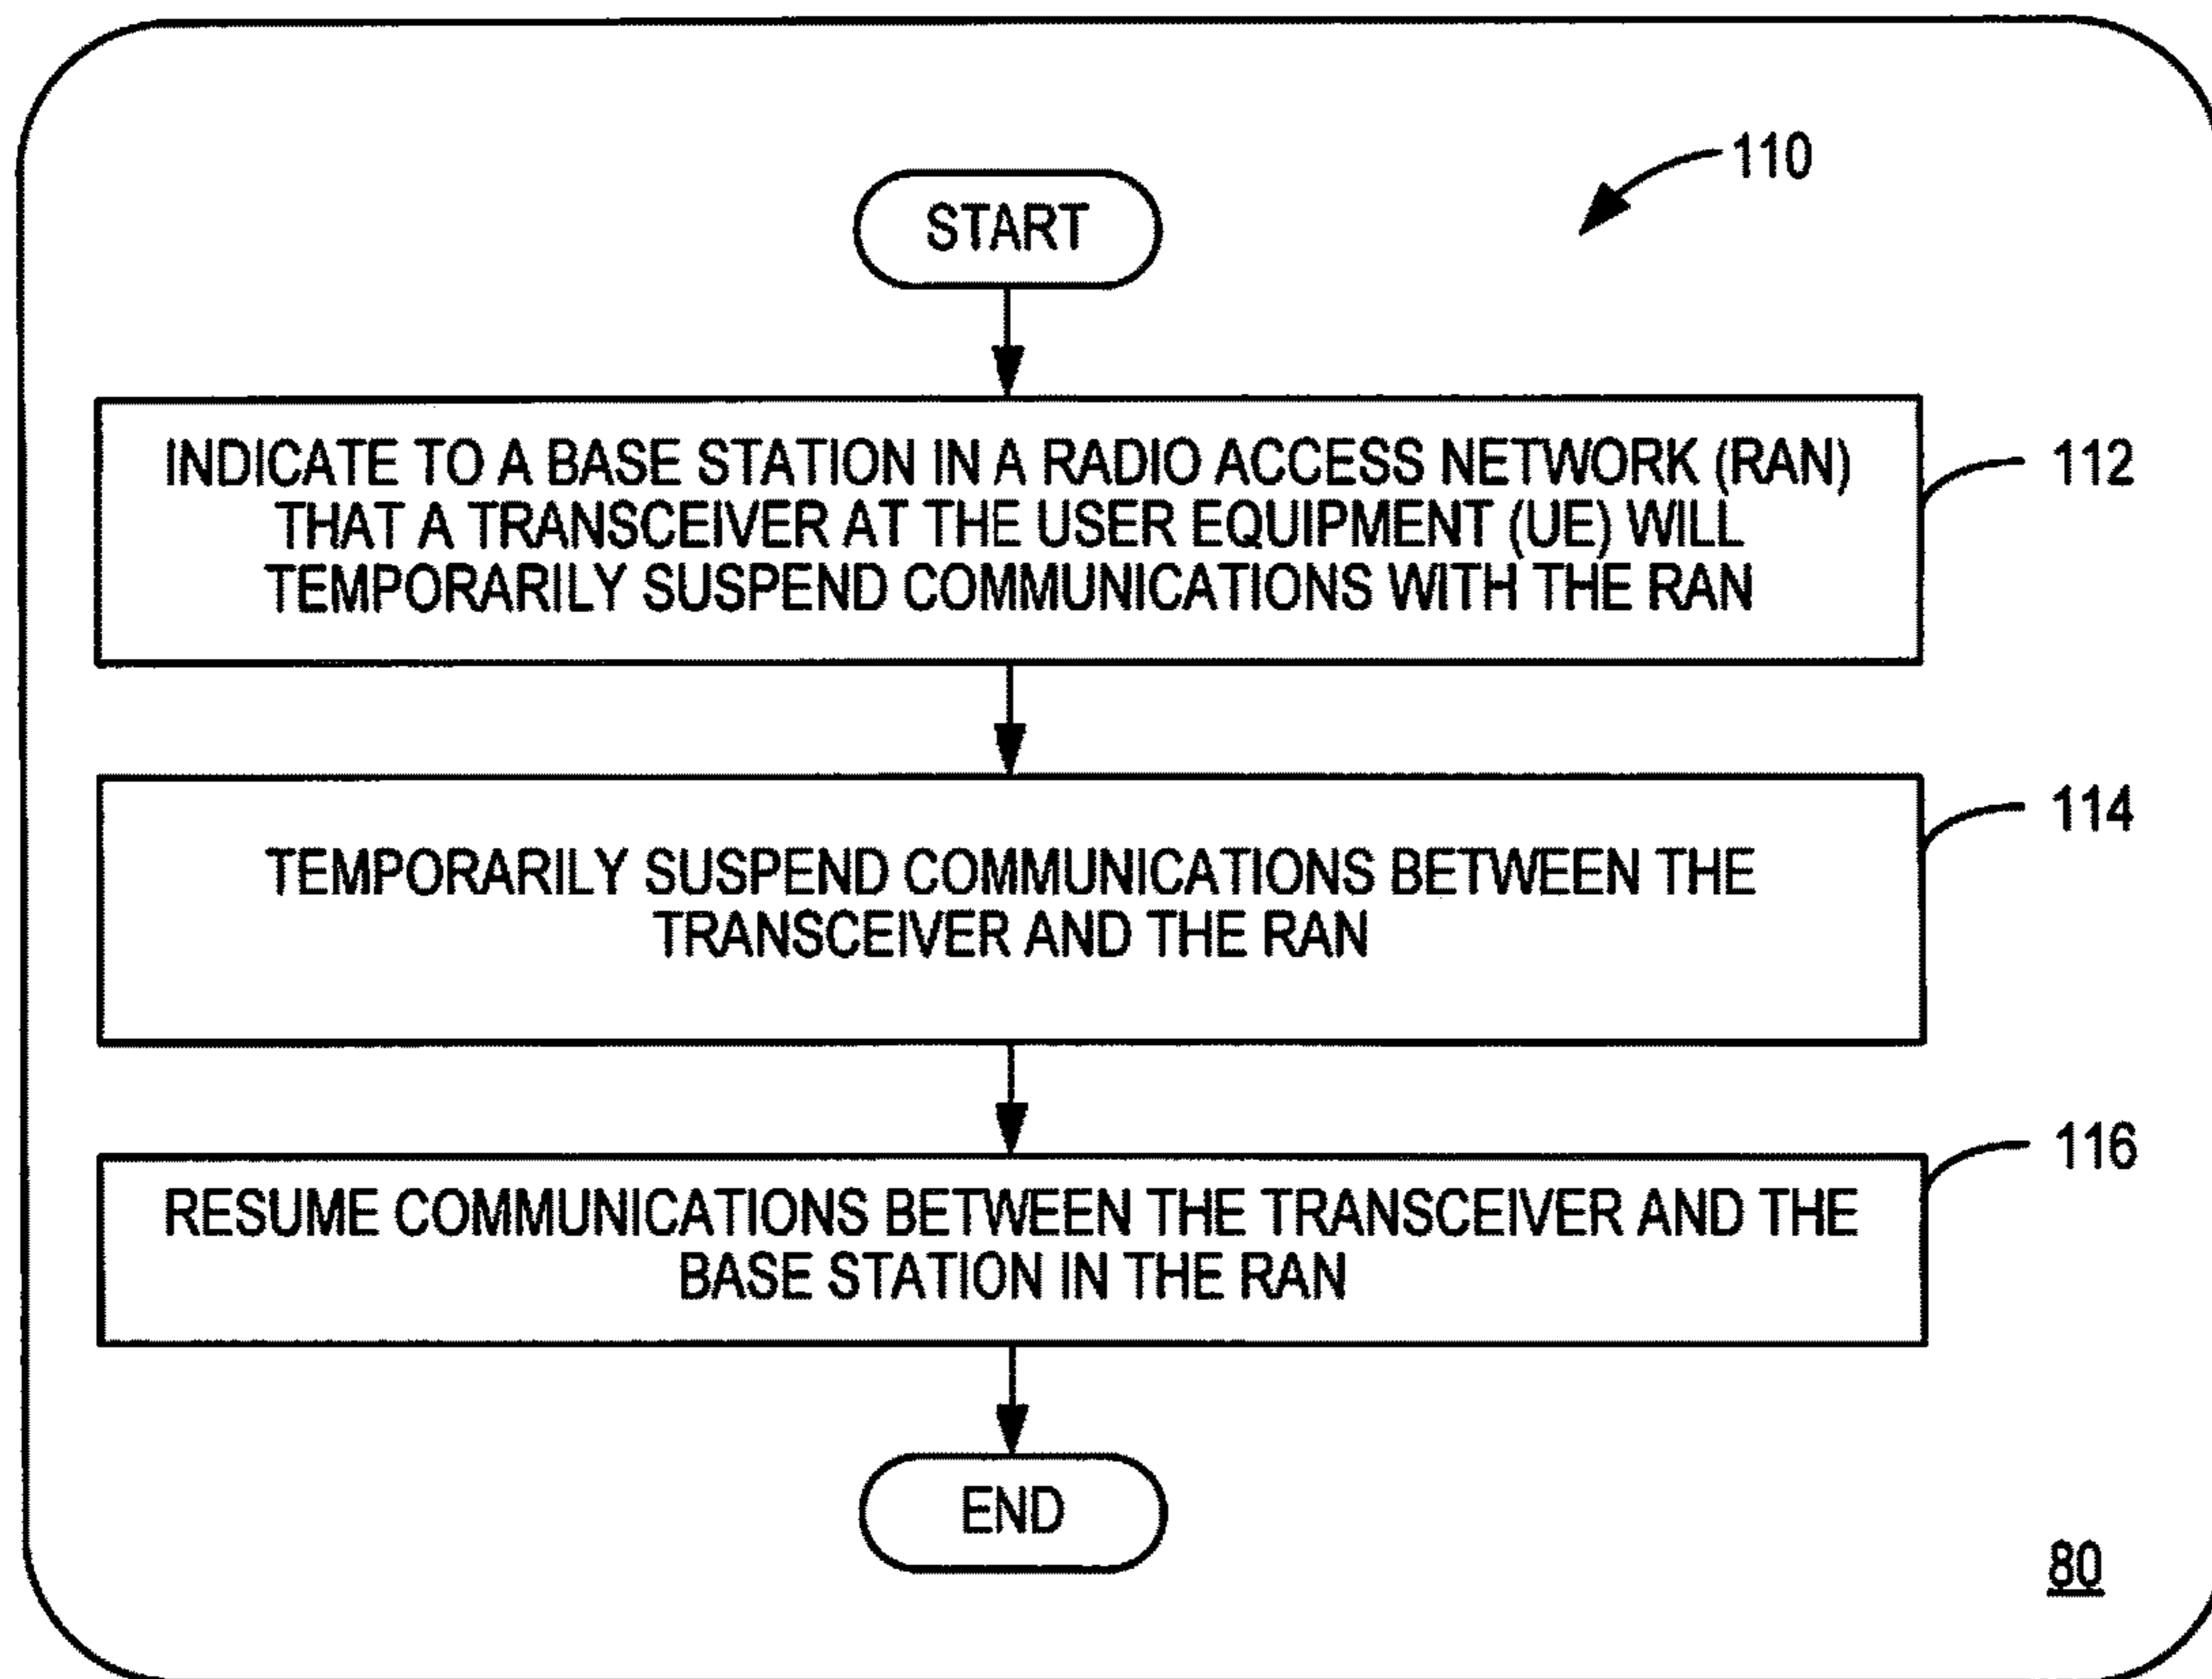 110
START
INDICATE TO A BASE STATION IN A RADIO ACCESS NETWORK (RAN)
THAT A TRANSCEIVER AT THE USER EQUIPMENT (UE) WILL
TEMPORARILY SUSPEND COMMUNICATIONS WITH THE RAN
112
TEMPORARILY SUSPEND COMMUNICATIONS BETWEEN THE
TRANSCEIVER AND THE RAN
114
RESUME COMMUNICATIONS BETWEEN THE TRANSCEIVER AND THE
BASE STATION IN THE RAN
116
END
80